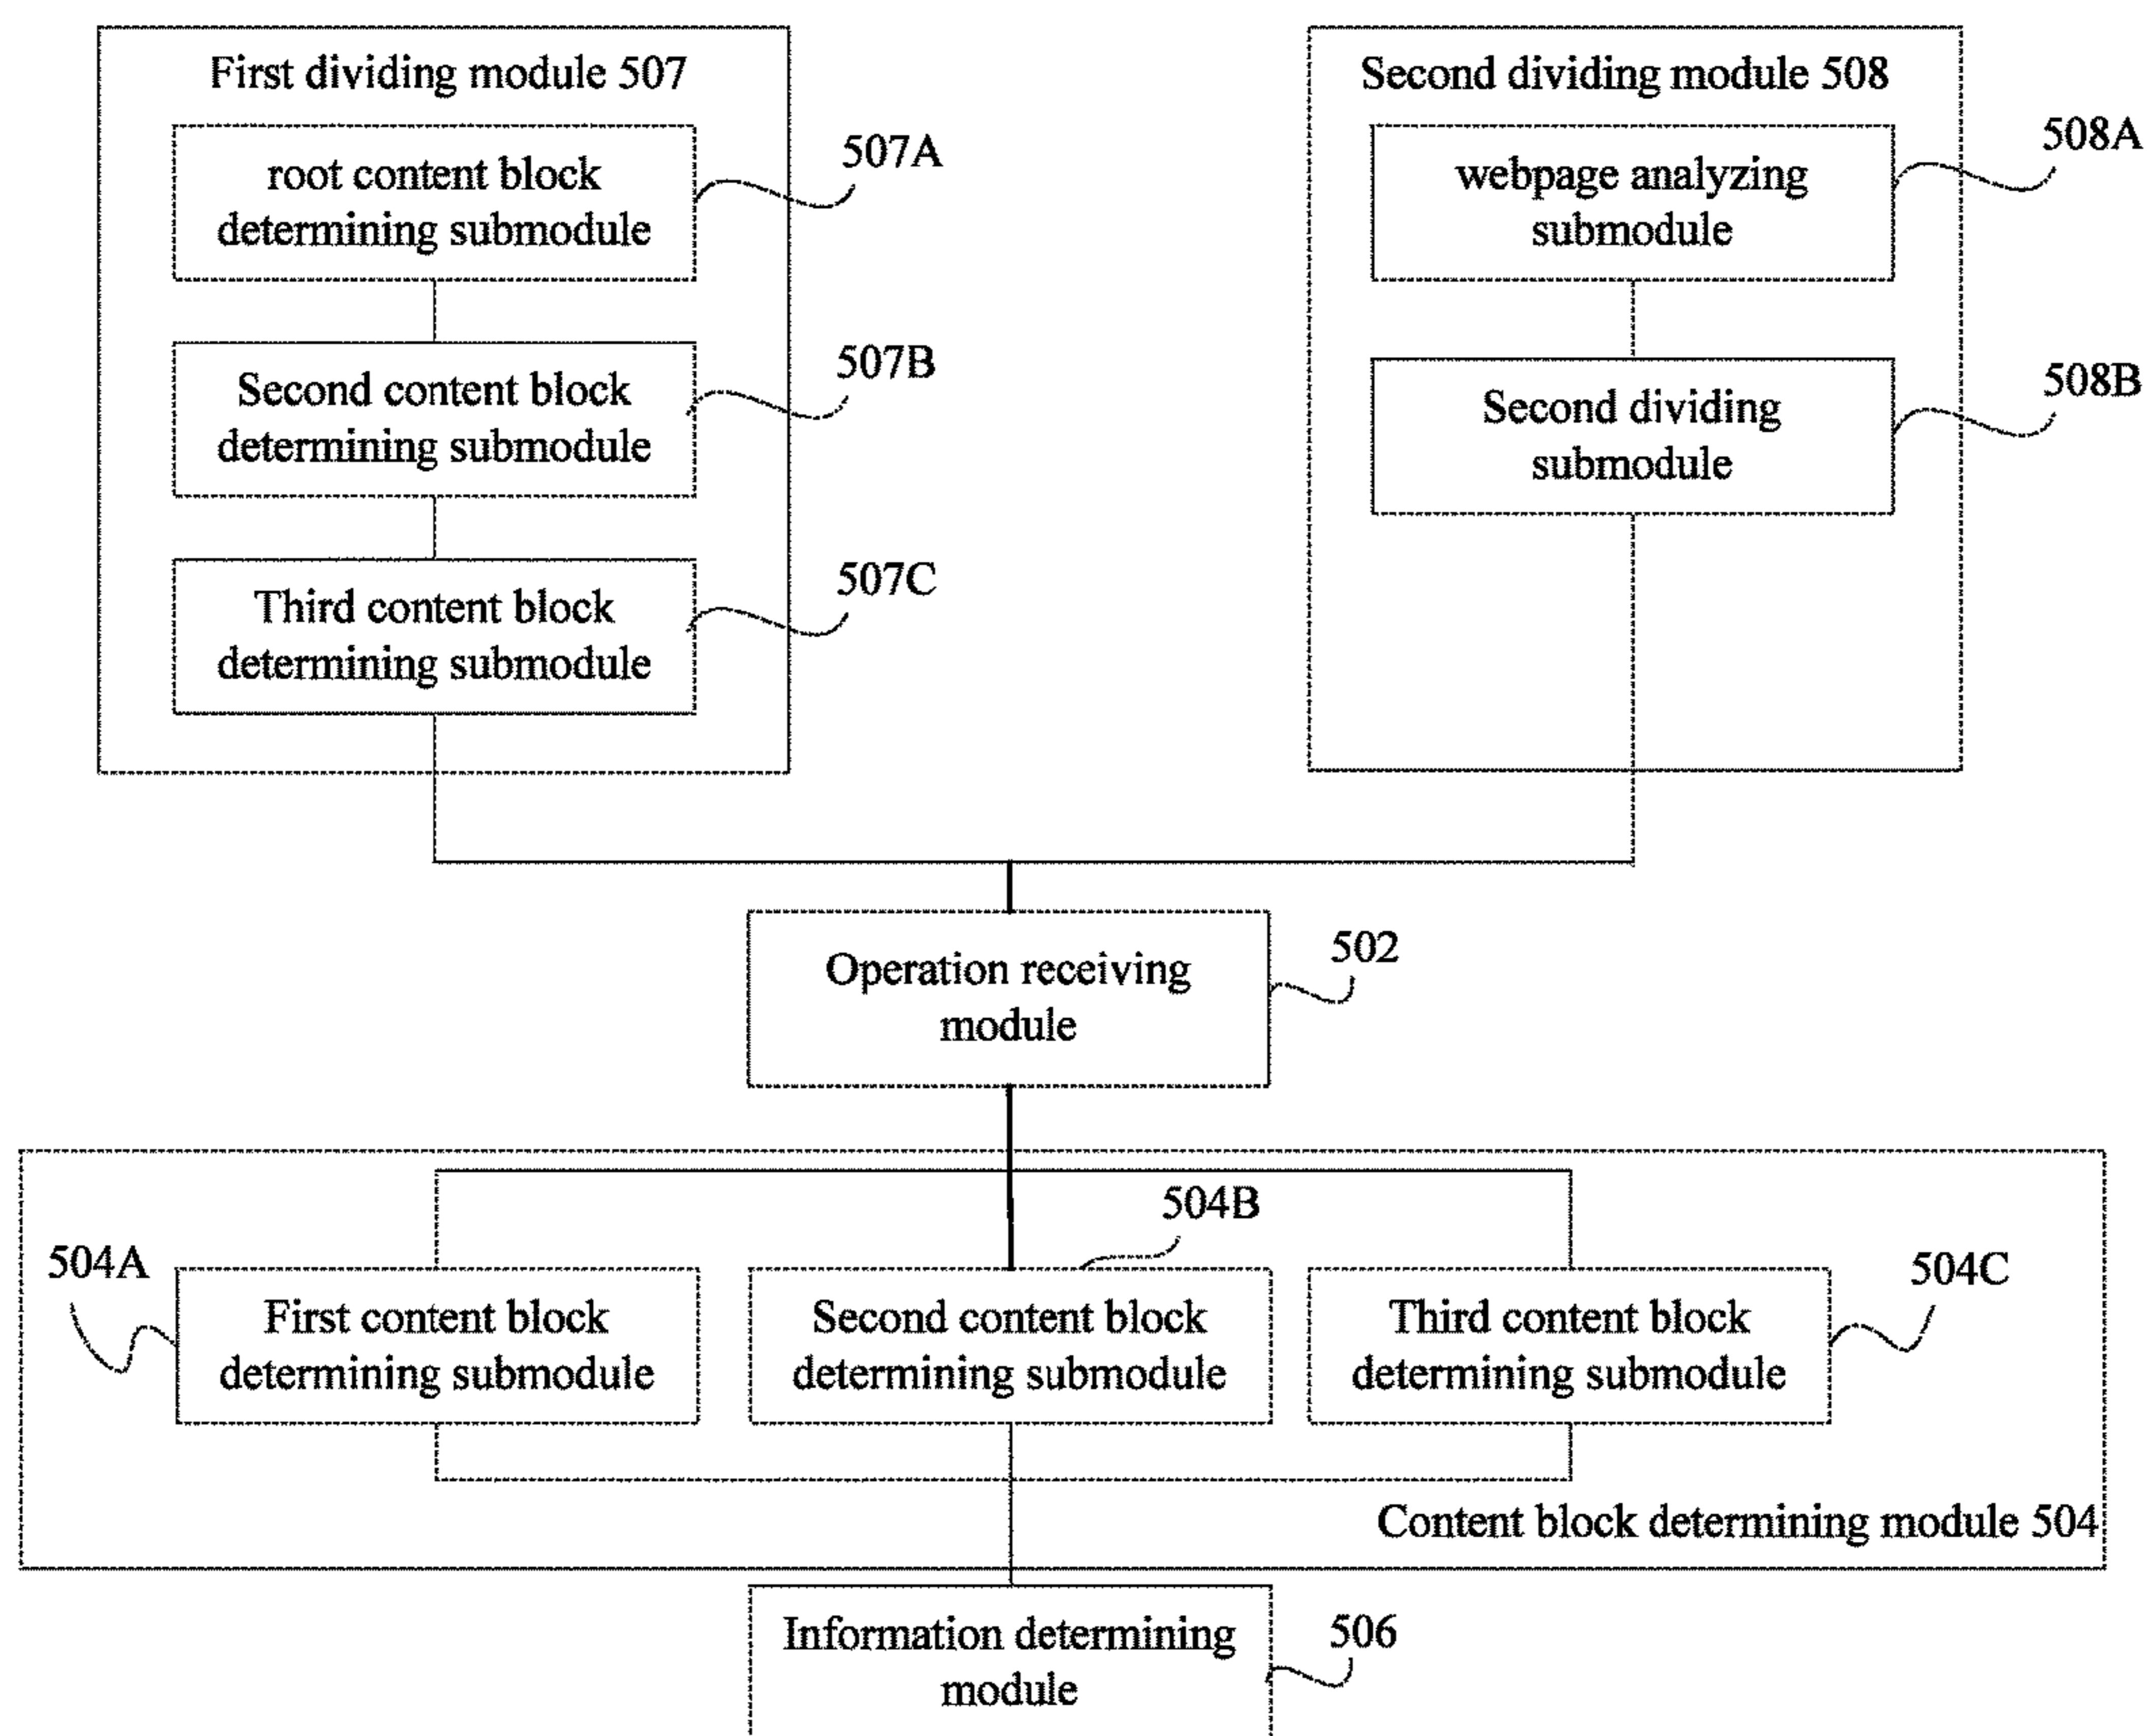 First dividing module 507
root content block
determining submodule
507A
Second content block
determining submodule
507B
Third content block
determining submodule
507C
Second dividing module 508
webpage analyzing
submodule
508A
Second dividing
submodule
508B
Operation receiving
module
502
504A
First content block
determining submodule
504B
Second content block
determining submodule
504C
Third content block
determining submodule
Content block determining module 504
Information determining
module
506